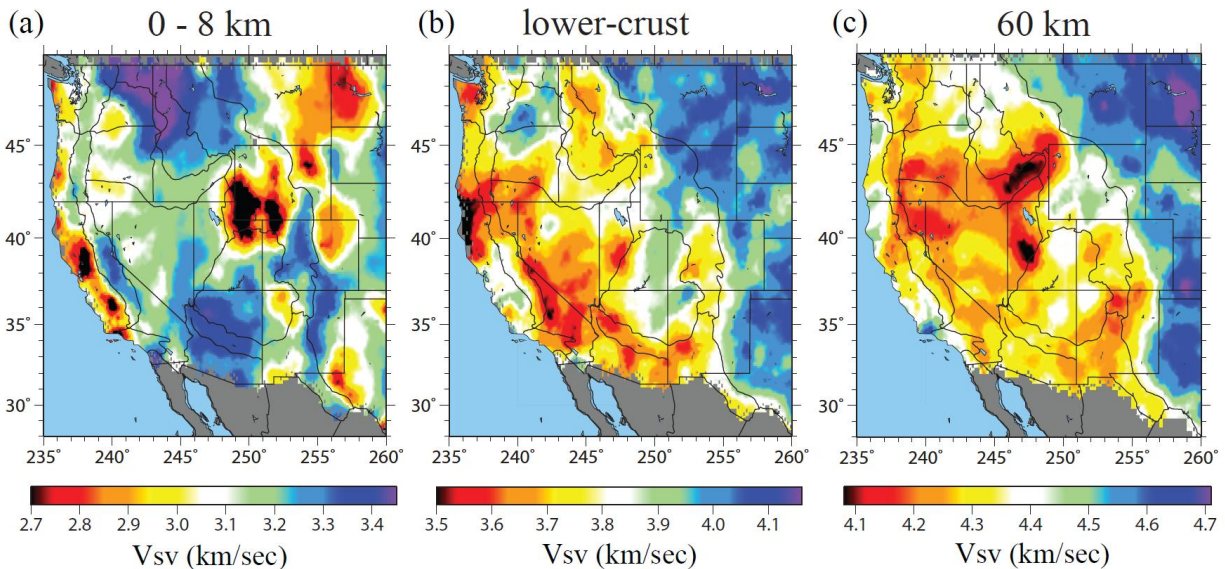 (a) 0 - 8 km (b) lower-crust (c) 60 km
45° 45° 45°
40° 40° 40°
35° 35° 35°
30° 30° 30°
235° 240° 245° 250° 255° 260° 235° 240° 245° 250° 255° 260° 235° 240° 245° 250° 255° 260°
2.7 2.8 2.9 3.0 3.1 3.2 3.3 3.4 3.5 3.6 3.7 3.8 3.9 4.0 4.1 4.1 4.2 4.3 4.4 4.5 4.6 4.7
Vsv (km/sec) Vsv (km/sec) Vsv (km/sec)